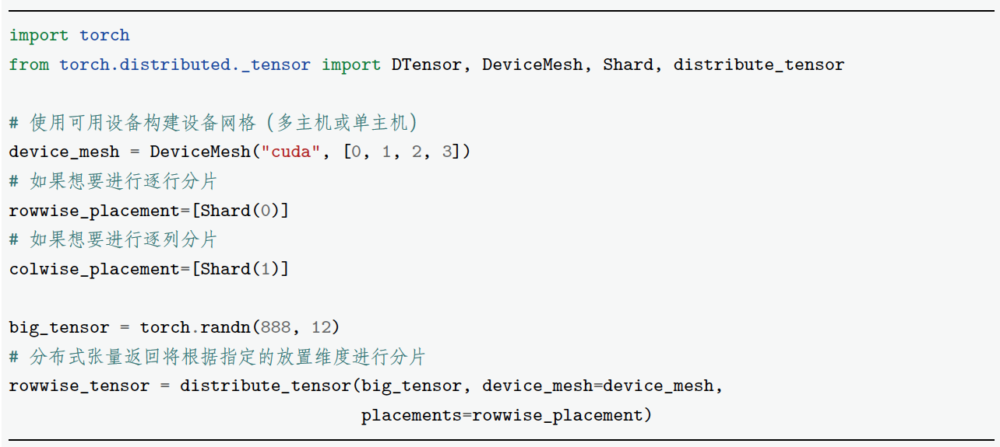 import torch
from torch.distributed._tensor import DTensor, DeviceMesh, Shard, distribute_tensor
# 使用可用设备构建设备网格（多主机或单主机）
device_mesh = DeviceMesh("cuda", [0, 1, 2, 3])
# 如果想要进行逐行分片
rowwise_placement=[Shard(0)]
# 如果想要进行逐列分片
colwise_placement=[Shard(1)]
big_tensor = torch.randn(888, 12)
# 分布式张量返回将根据指定的放置维度进行分片
rowwise_tensor = distribute_tensor(big_tensor, device_mesh=device_mesh,
placements=rowwise_placement)